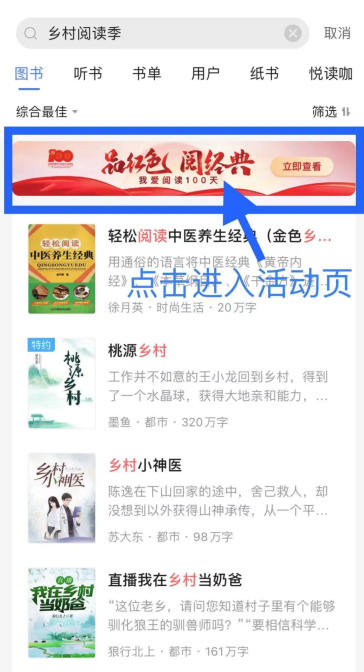 乡村阅读季
取消
图书 听书 书单 用户 纸书 悦读咖
综合最佳
筛选
100
品红色 阅经典
我爱阅读100天
立即查看
轻松阅读
中医养生经典
QINGSONGYUEDU
轻松阅读中医养生经典（金色乡...
用通俗的语言将中医经典《黄帝内
点击进入活动页
徐月英·时尚生活·20万字
特约
桃源乡村
桃源乡村
工作并不如意的王小龙回到乡村，得到
了一个水晶球，获得大地亲和能力，...
墨鱼·都市·320万字
乡村小神医
乡村小神医
陈逸在下山回家的途中，舍己救人，却
没想到以外获得山神承传，从一个平...
苏大东·都市·98万字
直播
我在乡村
当奶爸
直播我在乡村当奶爸
“这位老乡，请问您知道村子里有个能够
驯化狼王的驯兽师吗？”“要相信科学...
狼行北上·都市·161万字